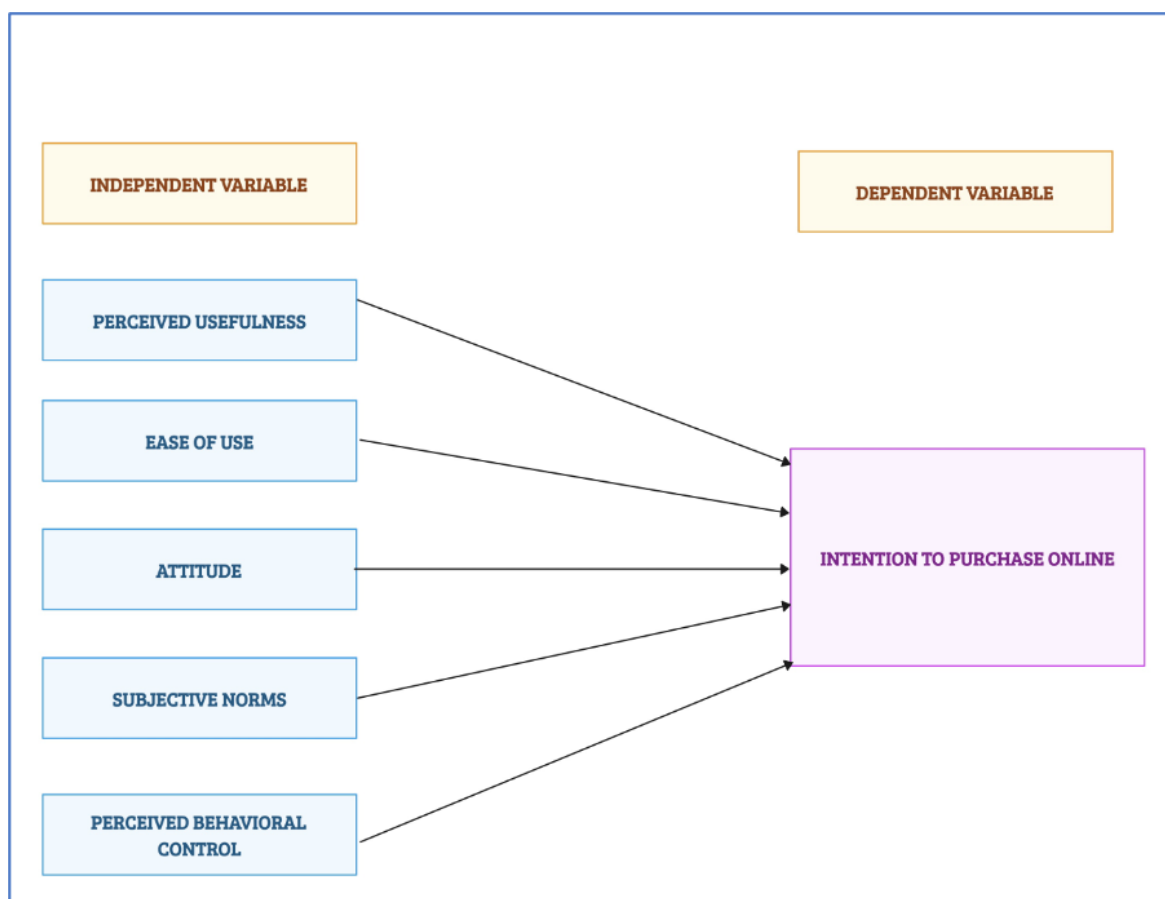 INDEPENDENT VARIABLE
DEPENDENT VARIABLE
PERCEIVED USEFULNESS
EASE OF USE
ATTITUDE
INTENTION TO PURCHASE ONLINE
SUBJECTIVE NORMS
PERCEIVED BEHAVIORAL
CONTROL